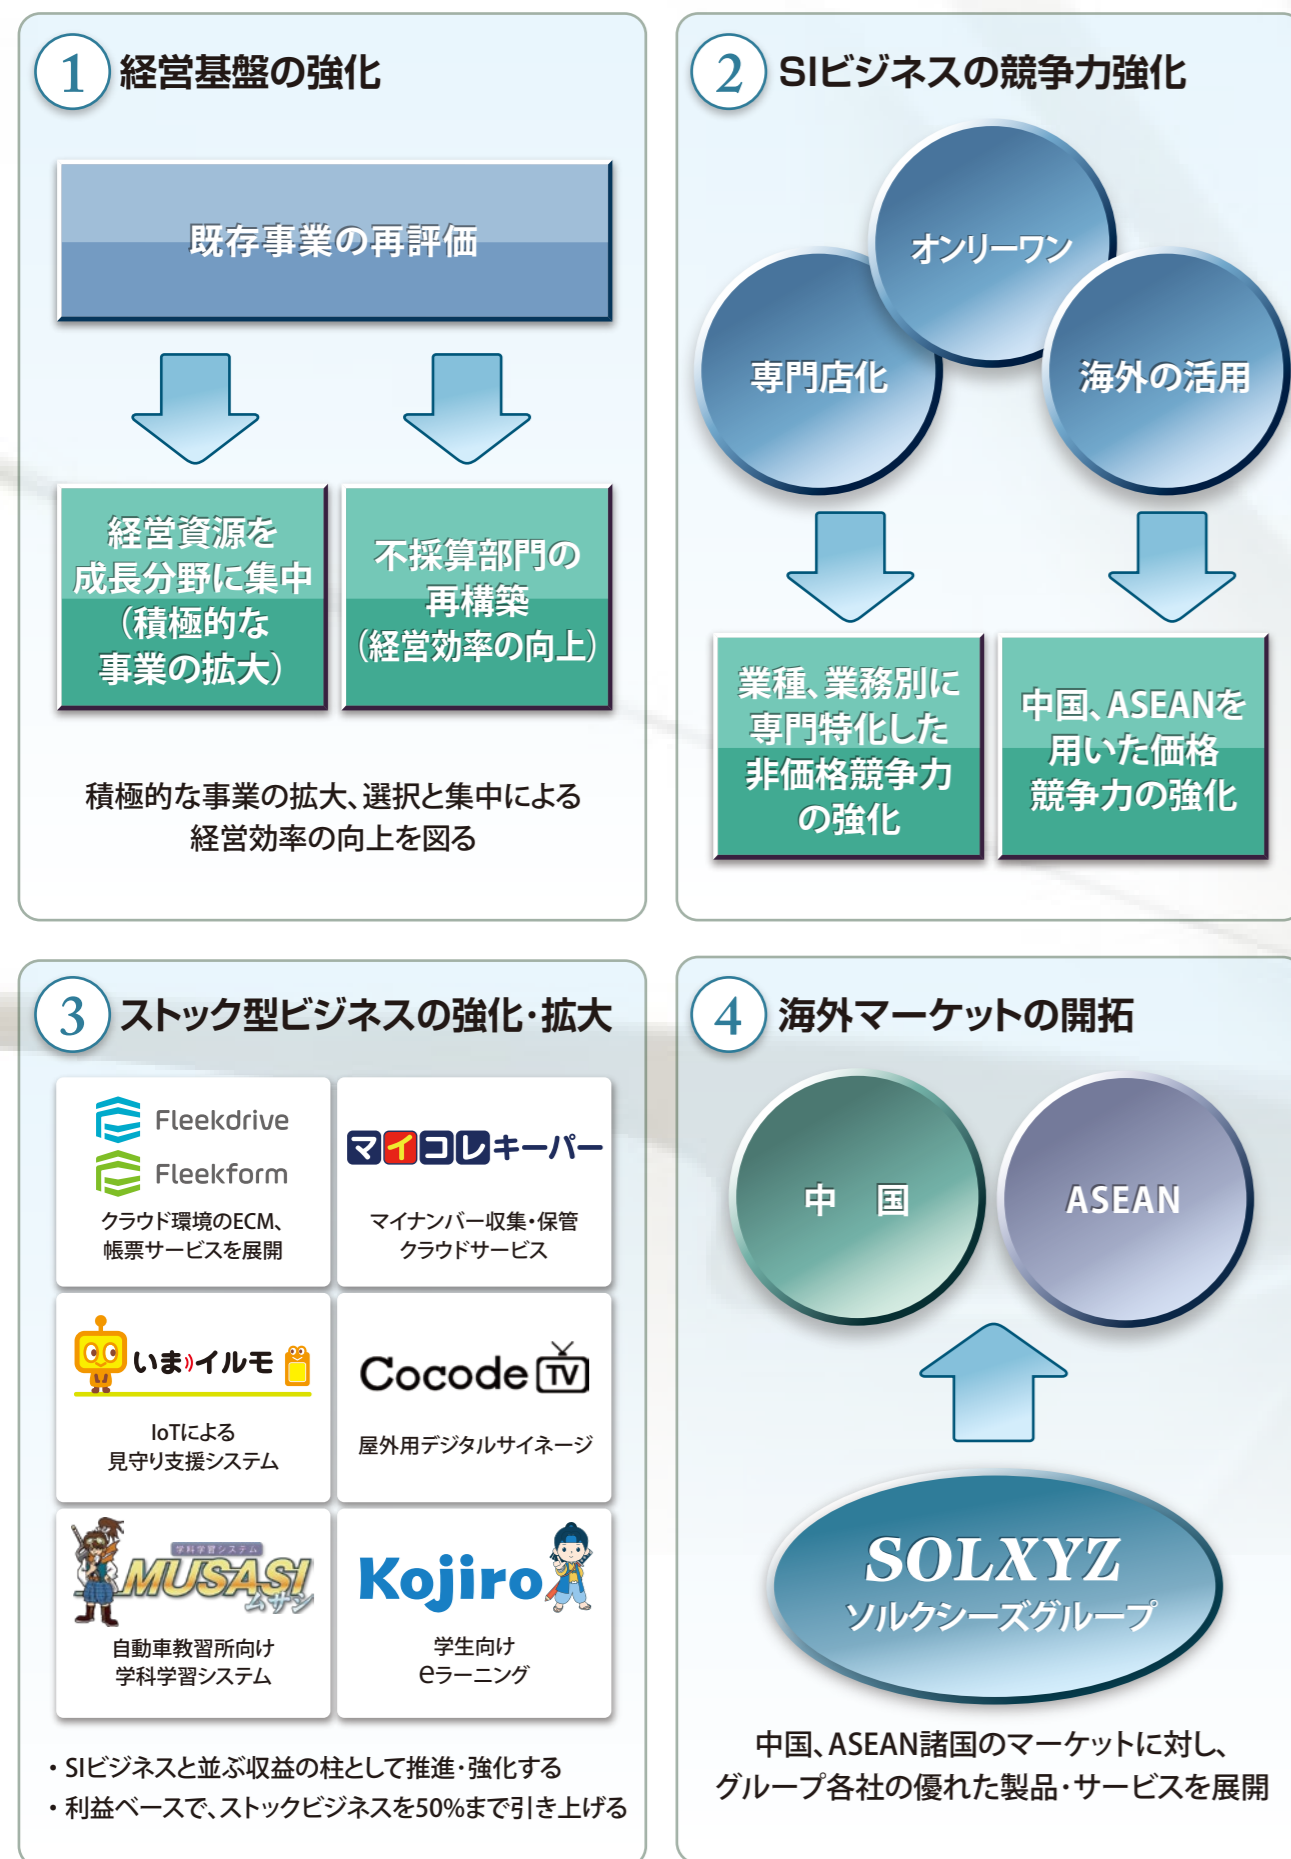 1 経営基盤の強化
既存事業の再評価
経営資源を
成長分野に集中
（積極的な
事業の拡大）
不採算部門の
再構築
（経営効率の向上）
積極的な事業の拡大、選択と集中による
経営効率の向上を図る
2 SIビジネスの競争力強化
オンリーワン
専門店化
海外の活用
業種、業務別に
専門特化した
非価格競争力
の強化
中国、ASEANを
用いた価格
競争力の強化
3 ストック型ビジネスの強化・拡大
Fleekdrive
Fleekform
クラウド環境のECM、
帳票サービスを展開
マイコレキーパー
マイナンバー収集・保管
クラウドサービス
いまイルモ
IoTによる
見守り支援システム
Cocode TV
屋外用デジタルサイネージ
学科学習システム
MUSASI
ムサシ
自動車教習所向け
学科学習システム
Kojiro
学生向け
eラーニング
・SIビジネスと並ぶ収益の柱として推進・強化する
・利益ベースで、ストックビジネスを50%まで引き上げる
4 海外マーケットの開拓
中　国
ASEAN
SOLXYZ
ソルクシーズグループ
中国、ASEAN諸国のマーケットに対し、
グループ各社の優れた製品・サービスを展開